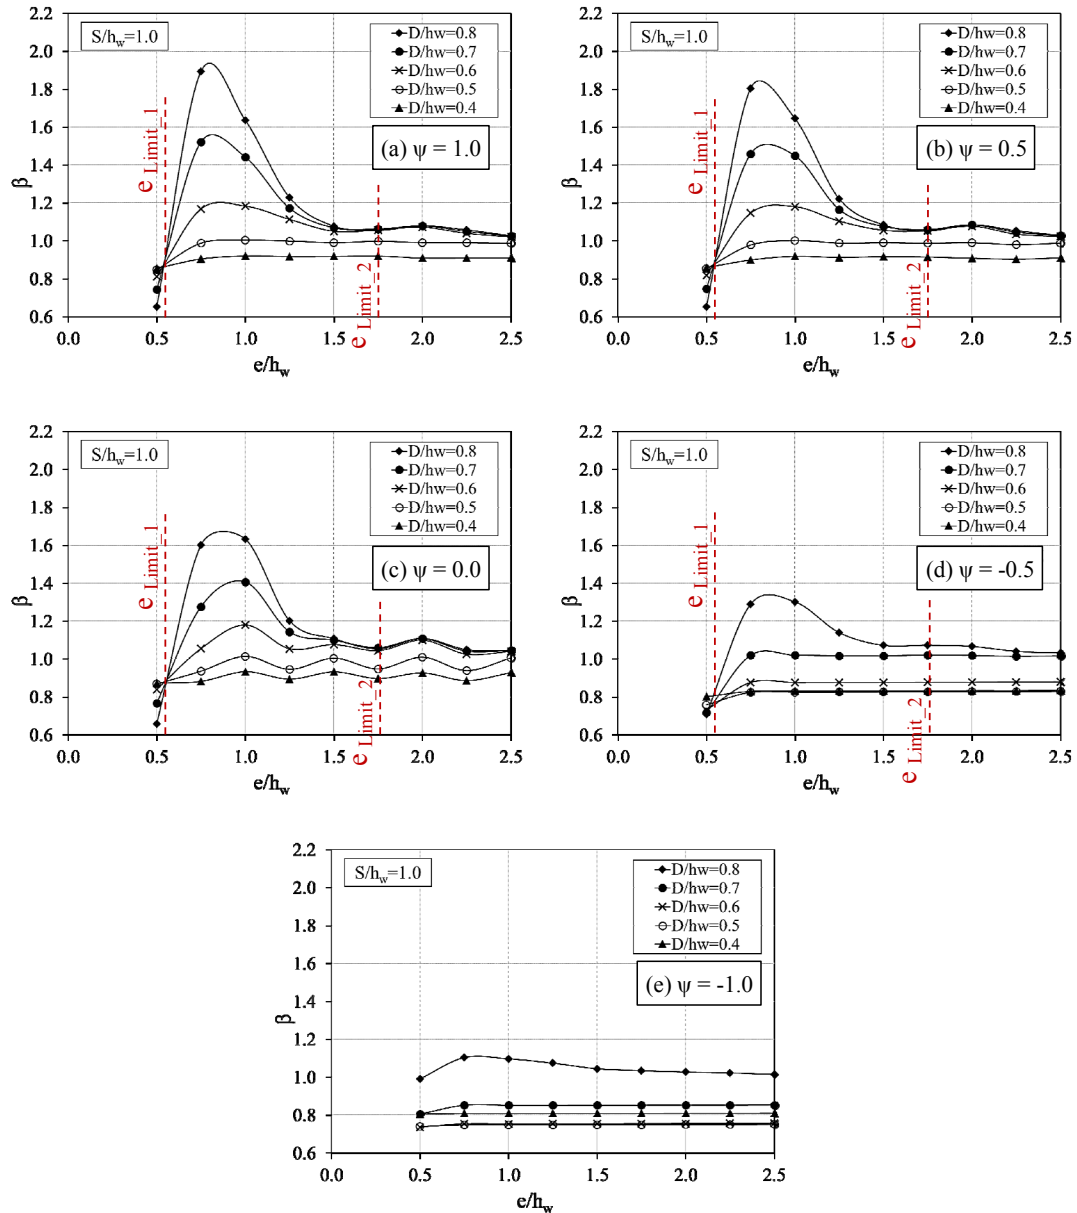 2.2
2.0
1.8
1.6
1.4
1.2
1.0
0.8
0.6
β
S/hw=1.0
D/hw=0.8
D/hw=0.7
D/hw=0.6
D/hw=0.5
D/hw=0.4
(a) ψ = 1.0
e Limit_1
e Limit_2
0.0 0.5 1.0 1.5 2.0 2.5
e/hw
2.2
2.0
1.8
1.6
1.4
1.2
1.0
0.8
0.6
β
S/hw=1.0
D/hw=0.8
D/hw=0.7
D/hw=0.6
D/hw=0.5
D/hw=0.4
(b) ψ = 0.5
e Limit_1
e Limit_2
0.0 0.5 1.0 1.5 2.0 2.5
e/hw
2.2
2.0
1.8
1.6
1.4
1.2
1.0
0.8
0.6
β
S/hw=1.0
D/hw=0.8
D/hw=0.7
D/hw=0.6
D/hw=0.5
D/hw=0.4
(c) ψ = 0.0
e Limit_1
e Limit_2
0.0 0.5 1.0 1.5 2.0 2.5
e/hw
2.2
2.0
1.8
1.6
1.4
1.2
1.0
0.8
0.6
β
S/hw=1.0
D/hw=0.8
D/hw=0.7
D/hw=0.6
D/hw=0.5
D/hw=0.4
(d) ψ = -0.5
e Limit_1
e Limit_2
0.0 0.5 1.0 1.5 2.0 2.5
e/hw
2.2
2.0
1.8
1.6
1.4
1.2
1.0
0.8
0.6
β
S/hw=1.0
D/hw=0.8
D/hw=0.7
D/hw=0.6
D/hw=0.5
D/hw=0.4
(e) ψ = -1.0
0.0 0.5 1.0 1.5 2.0 2.5
e/hw